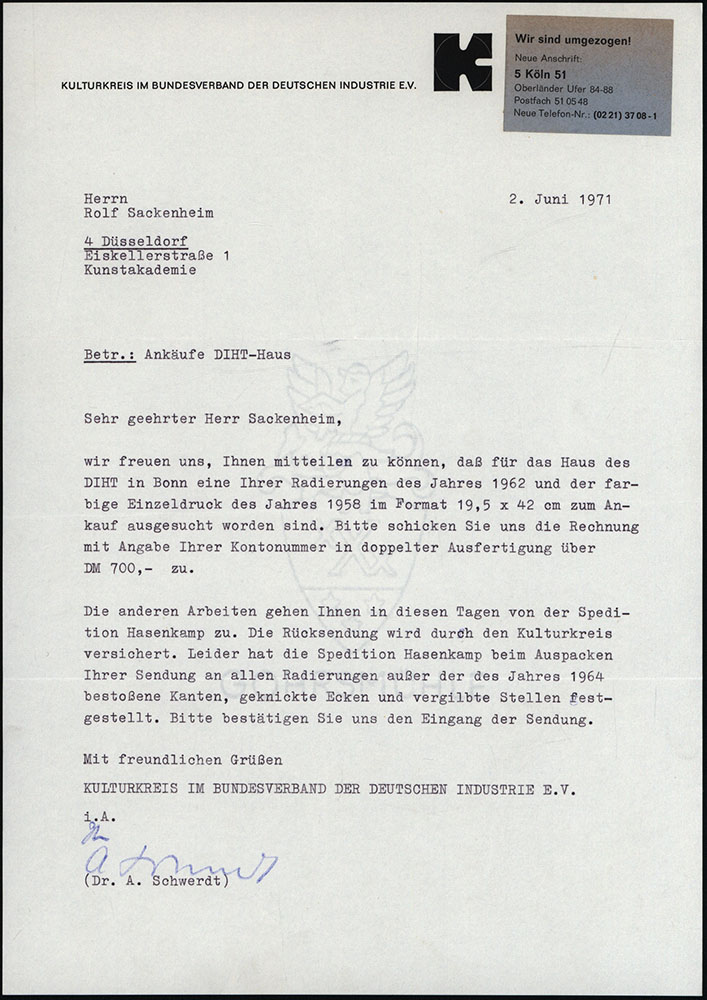 KULTURKREIS IM BUNDESVERBAND DER DEUTSCHEN INDUSTRIE E.V.
Wir sind umgezogen!
Neue Anschrift:
5 Köln 51
Oberländer Ufer 84-88
Postfach 51 05 48
Neue Telefon-Nr.: (02 21) 37 08 - 1
Herrn
Rolf Sackenheim
2. Juni 1971
4 Düsseldorf
Eiskellerstraße 1
Kunstakademie
Betr.: Ankäufe DIHT-Haus
Sehr geehrter Herr Sackenheim,
wir freuen uns, Ihnen mitteilen zu können, daß für das Haus des
DIHT in Bonn eine Ihrer Radierungen des Jahres 1962 und der far-
bige Einzeldruck des Jahres 1958 im Format 19,5 x 42 cm zum An-
kauf ausgesucht worden sind. Bitte schicken Sie uns die Rechnung
mit Angabe Ihrer Kontonummer in doppelter Ausfertigung über
DM 700,- zu.
Die anderen Arbeiten gehen Ihnen in diesen Tagen von der Spedi-
tion Hasenkamp zu. Die Rücksendung wird durch den Kulturkreis
versichert. Leider hat die Spedition Hasenkamp beim Auspacken
Ihrer Sendung an allen Radierungen außer der des Jahres 1964
bestoßene Kanten, geknickte Ecken und vergilbte Stellen fest-
gestellt. Bitte bestätigen Sie uns den Eingang der Sendung.
GOHRSMÜHLE
Mit freundlichen Grüßen
KULTURKREIS IM BUNDESVERBAND DER DEUTSCHEN INDUSTRIE E.V.
i.A.
(Dr. A. Schwerdt)